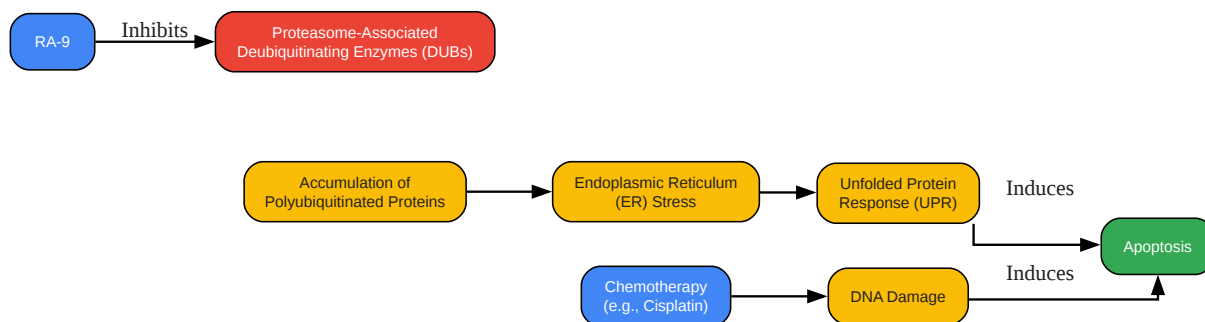 RA-9
Inhibits
Proteasome-Associated
Deubiquitinating Enzymes (DUBs)
Accumulation of
Polyubiquitinated Proteins
Endoplasmic Reticulum
(ER) Stress
Unfolded Protein
Response (UPR)
Induces
Apoptosis
Chemotherapy
(e.g., Cisplatin)
DNA Damage
Induces